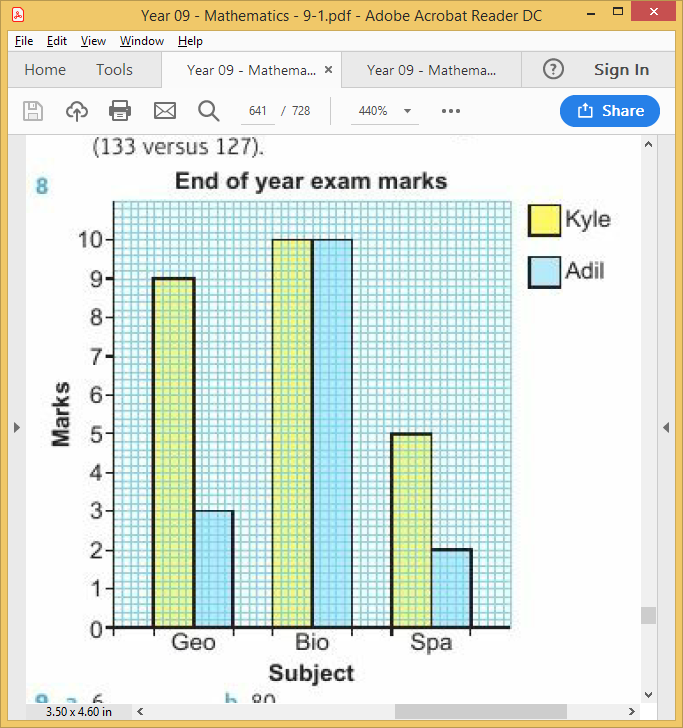 Year 09 - Mathematics - 9-1.pdf - Adobe Acrobat Reader DC
File Edit View Window Help
Home Tools Year 09 - Mathema... × Year 09 - Mathema... ? Sign In
641 / 728 440% Share
(133 versus 127).
8 End of year exam marks
Kyle
Adil
10
9
8
7
6
5
4
3
2
1
0
Marks
Geo Bio Spa
Subject
9 a 6 b 80
3.50 x 4.60 in